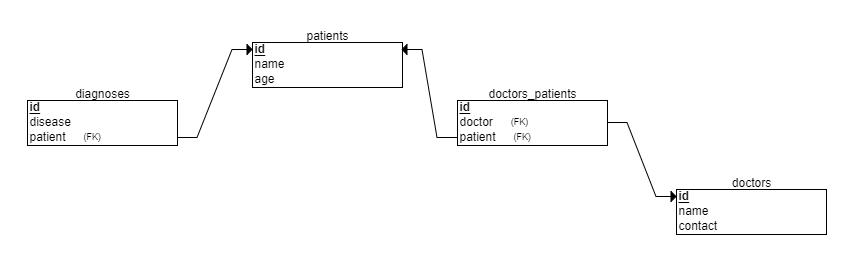 patients
id
name
age
diagnoses
id
disease
patient (FK)
doctors_patients
id
doctor (FK)
patient (FK)
doctors
id
name
contact